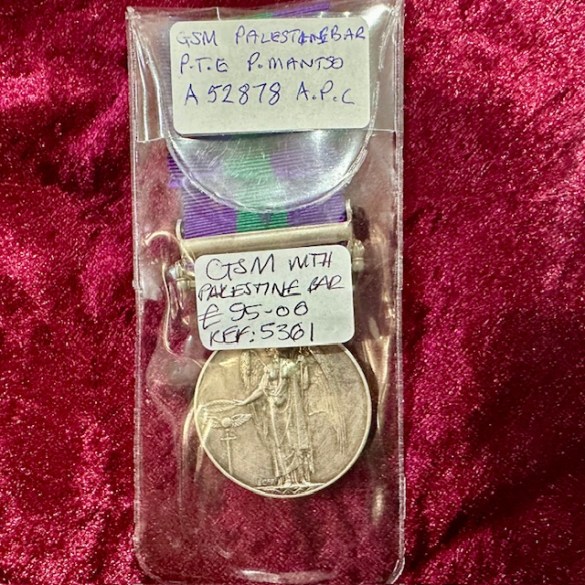 GSM PALESTINE BAR
P.T.E P. MANTSO
A 52878 A.P.C
GSM WITH
PALESTINE BAR
£95-00
REF: 5361